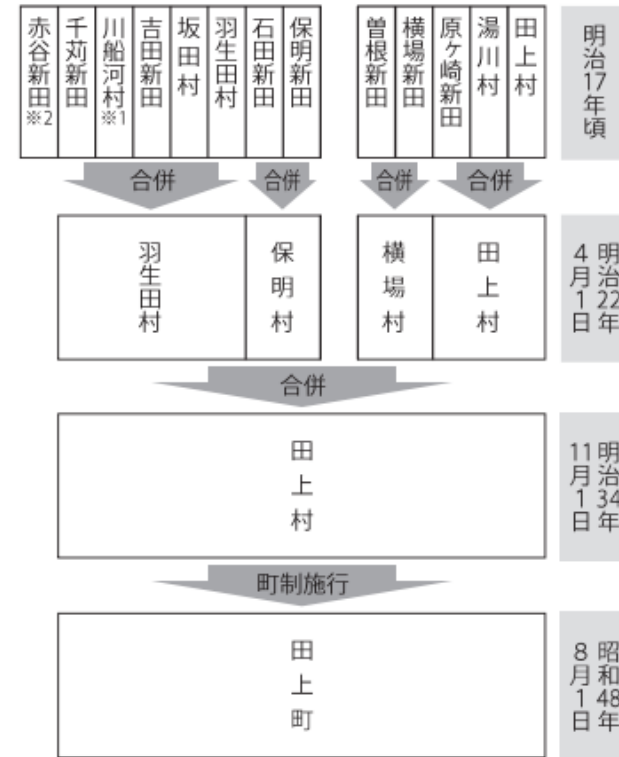 明治17年頃
田上村
湯川村
原ヶ崎新田
横場新田
曽根新田
保明新田
石田新田
羽生田村
坂田村
吉田新田
川船河村※1
千苅新田
赤谷新田※2
合併
合併
合併
合併
明治22年
4月1日
田上村
横場村
保明村
羽生田村
合併
明治34年
11月1日
田上村
町制施行
昭和48年
8月1日
田上町